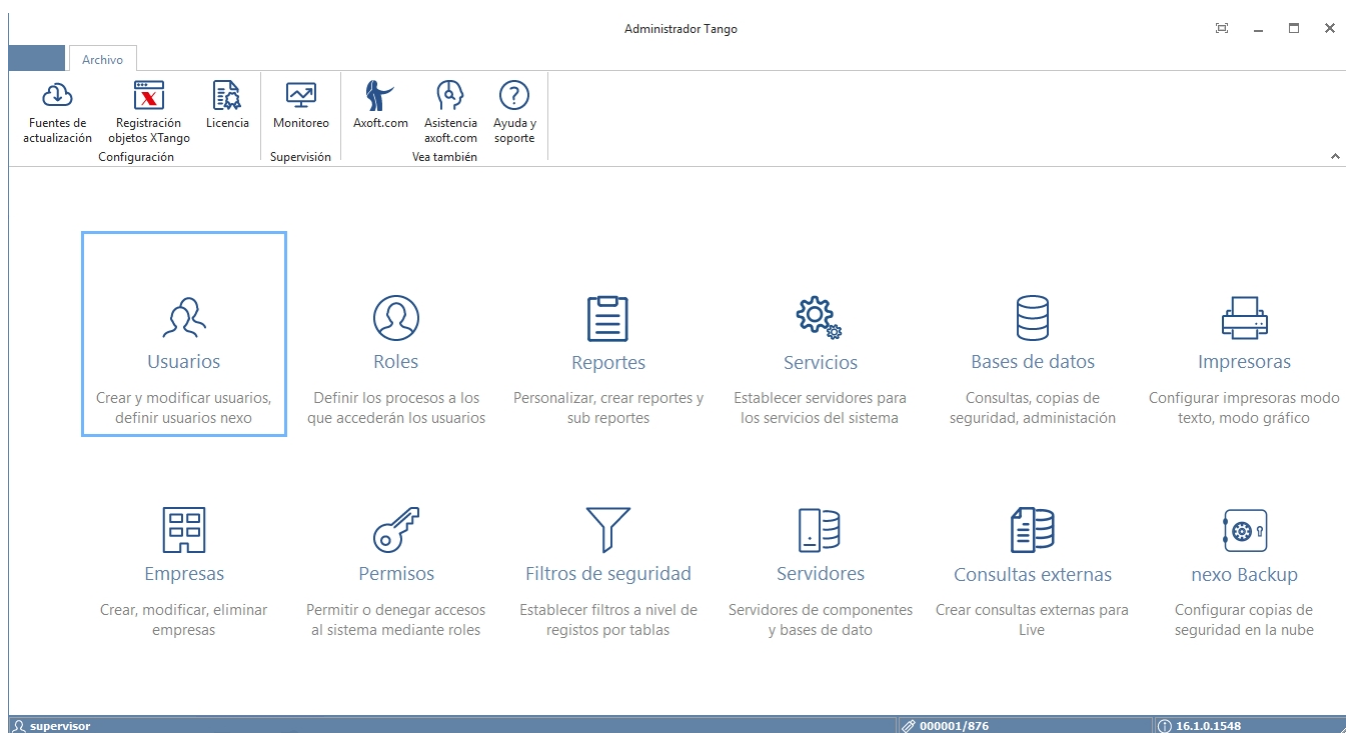 Administrador Tango
Archivo
Fuentes de actualización
Registración objetos XTango
Licencia
Monitoreo
Axoft.com
Asistencia axoft.com
Ayuda y soporte
Configuración
Supervisión
Vea también
Usuarios
Crear y modificar usuarios,
definir usuarios nexo
Roles
Definir los procesos a los
que accederán los usuarios
Reportes
Personalizar, crear reportes y
sub reportes
Servicios
Establecer servidores para
los servicios del sistema
Bases de datos
Consultas, copias de
seguridad, administación
Impresoras
Configurar impresoras modo
texto, modo gráfico
Empresas
Crear, modificar, eliminar
empresas
Permisos
Permitir o denegar accesos
al sistema mediante roles
Filtros de seguridad
Establecer filtros a nivel de
registos por tablas
Servidores
Servidores de componentes
y bases de dato
Consultas externas
Crear consultas externas para
Live
nexo Backup
Configurar copias de
seguridad en la nube
supervisor
000001/876
16.1.0.1548